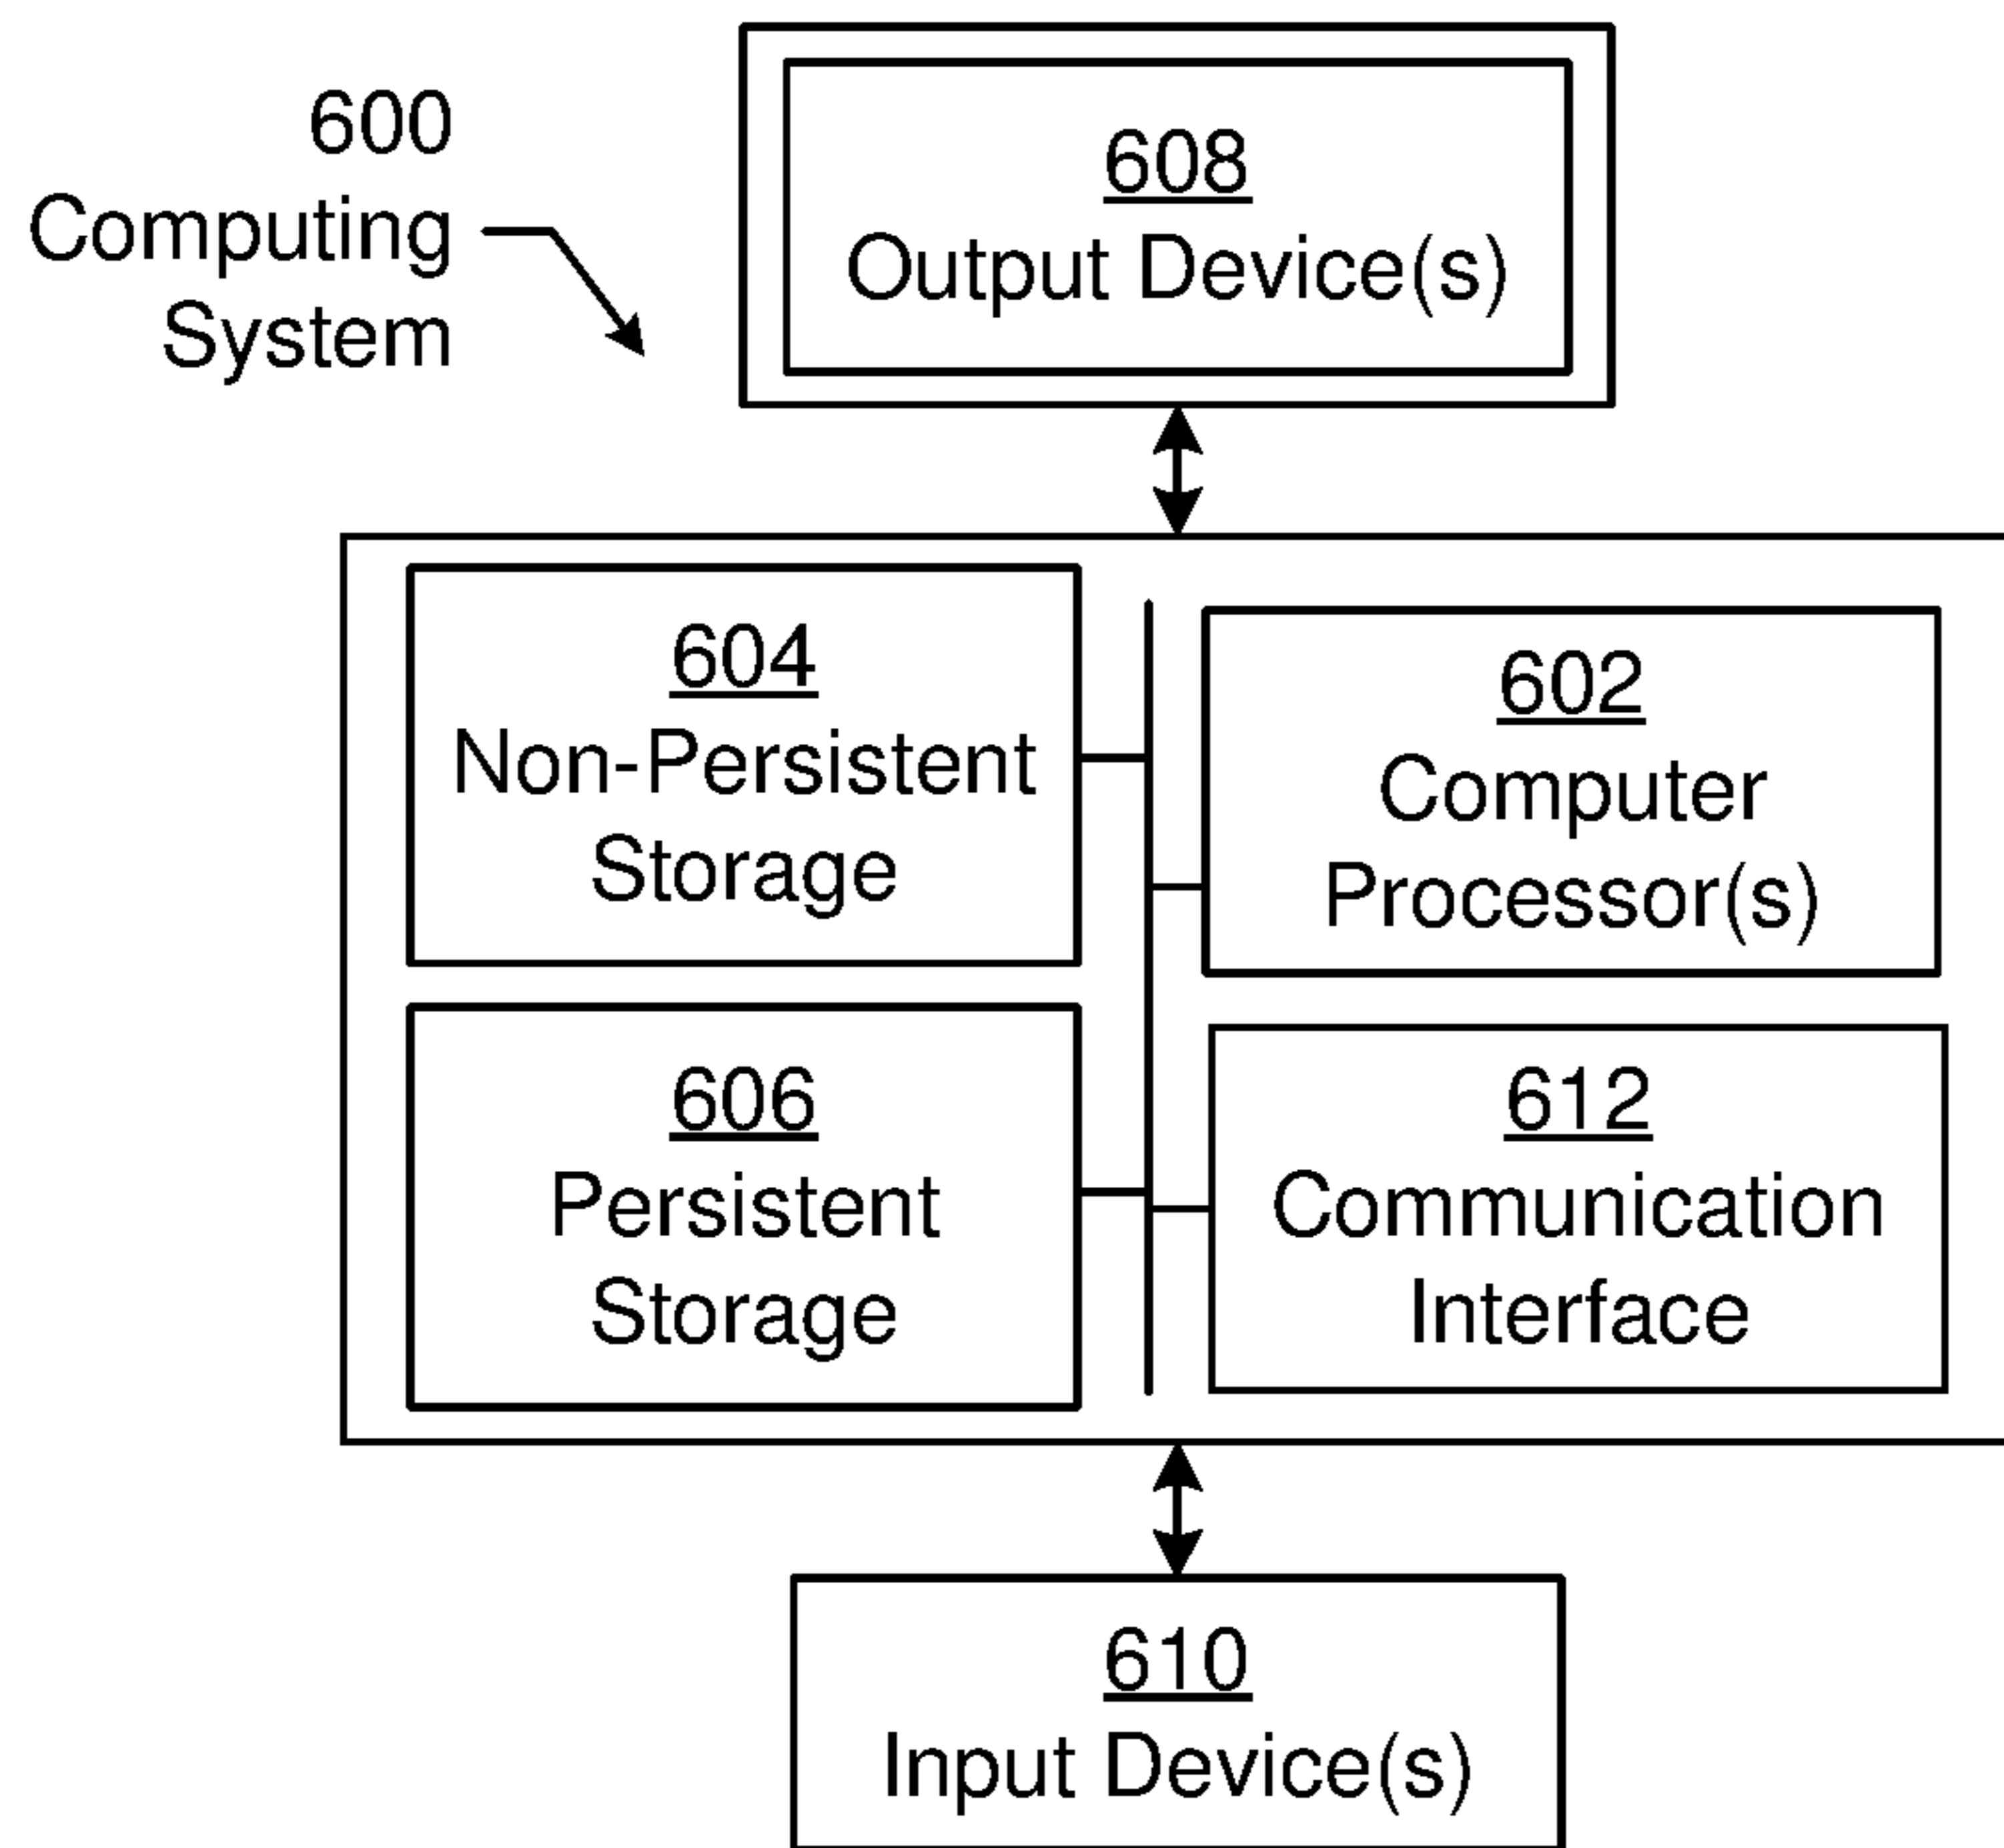 600
Computing
System
608
Output Device(s)
604
Non-Persistent
Storage
602
Computer
Processor(s)
606
Persistent
Storage
612
Communication
Interface
610
Input Device(s)